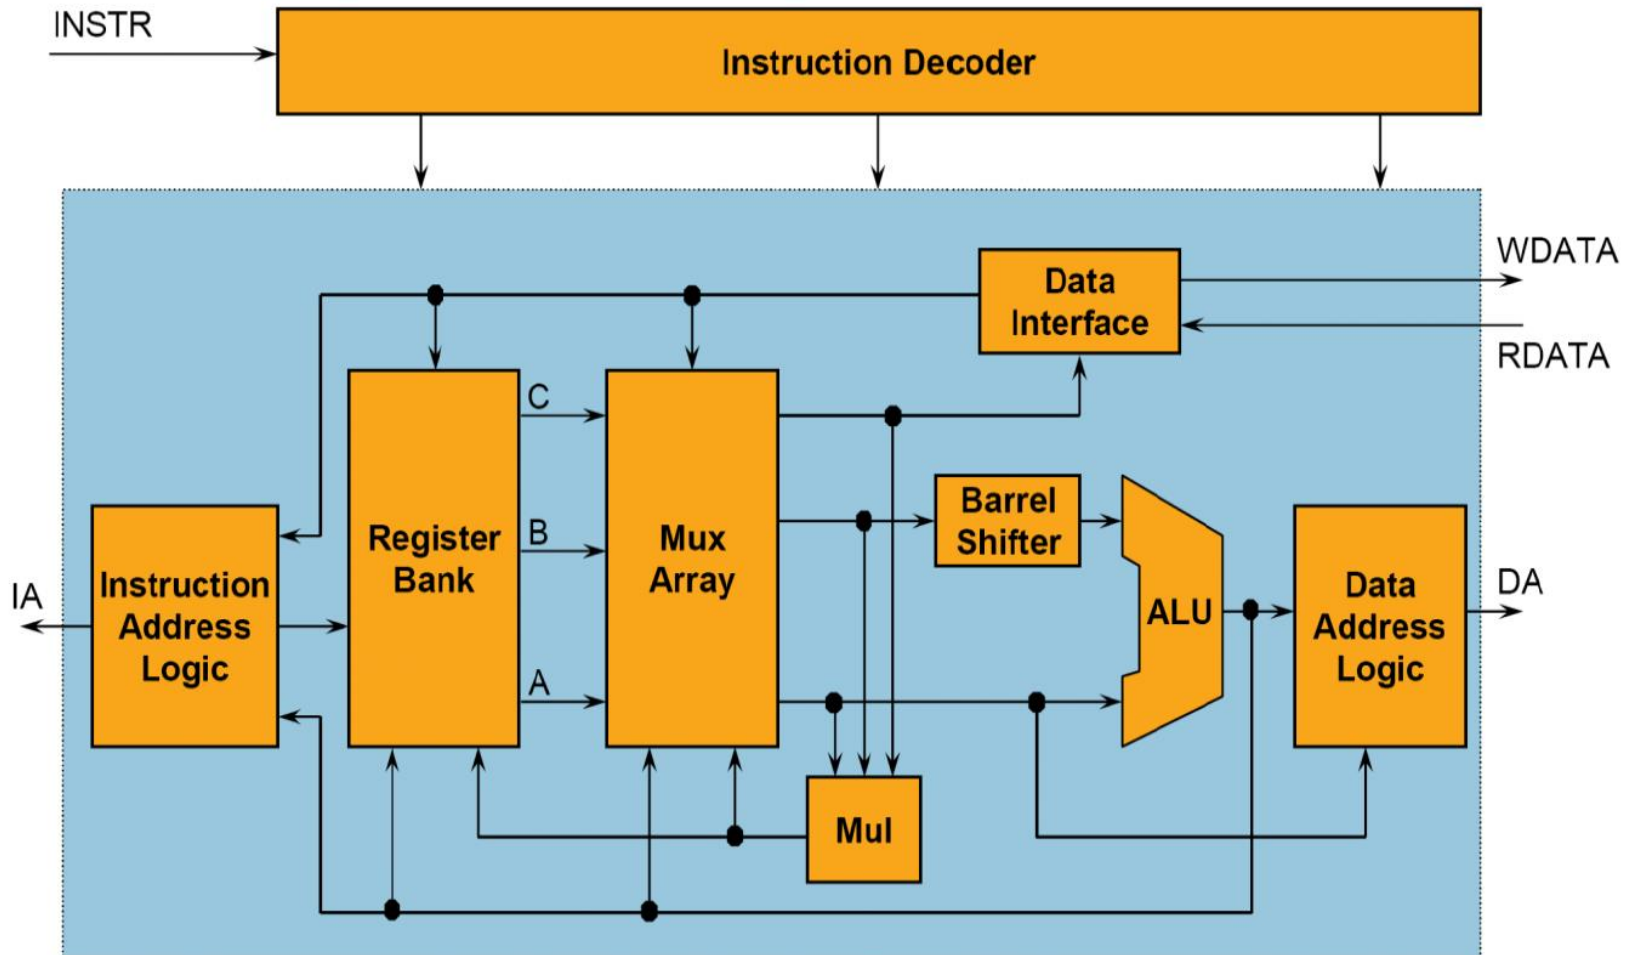 INSTR
Instruction Decoder
WDATA
Data
Interface
RDATA
C
Barrel
Shifter
Register
Bank
B
Mux
Array
Instruction
Address
Logic
IA
ALU
Data
Address
Logic
DA
A
Mul